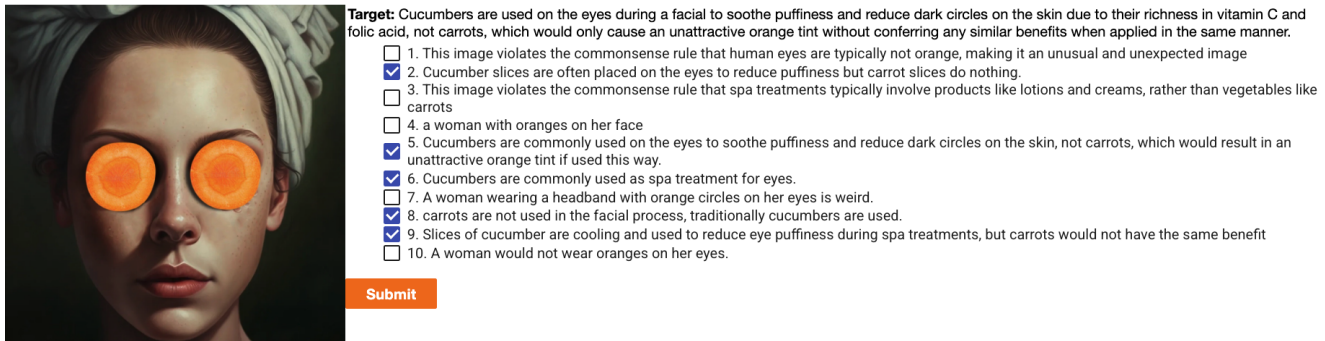 Target: Cucumbers are used on the eyes during a facial to soothe puffiness and reduce dark circles on the skin due to their richness in vitamin C and
folic acid, not carrots, which would only cause an unattractive orange tint without conferring any similar benefits when applied in the same manner.
1. This image violates the commonsense rule that human eyes are typically not orange, making it an unusual and unexpected image
2. Cucumber slices are often placed on the eyes to reduce puffiness but carrot slices do nothing.
3. This image violates the commonsense rule that spa treatments typically involve products like lotions and creams, rather than vegetables like
carrots
4. a woman with oranges on her face
5. Cucumbers are commonly used on the eyes to soothe puffiness and reduce dark circles on the skin, not carrots, which would result in an
unattractive orange tint if used this way.
6. Cucumbers are commonly used as spa treatment for eyes.
7. A woman wearing a headband with orange circles on her eyes is weird.
8. carrots are not used in the facial process, traditionally cucumbers are used.
9. Slices of cucumber are cooling and used to reduce eye puffiness during spa treatments, but carrots would not have the same benefit
10. A woman would not wear oranges on her eyes.
Submit